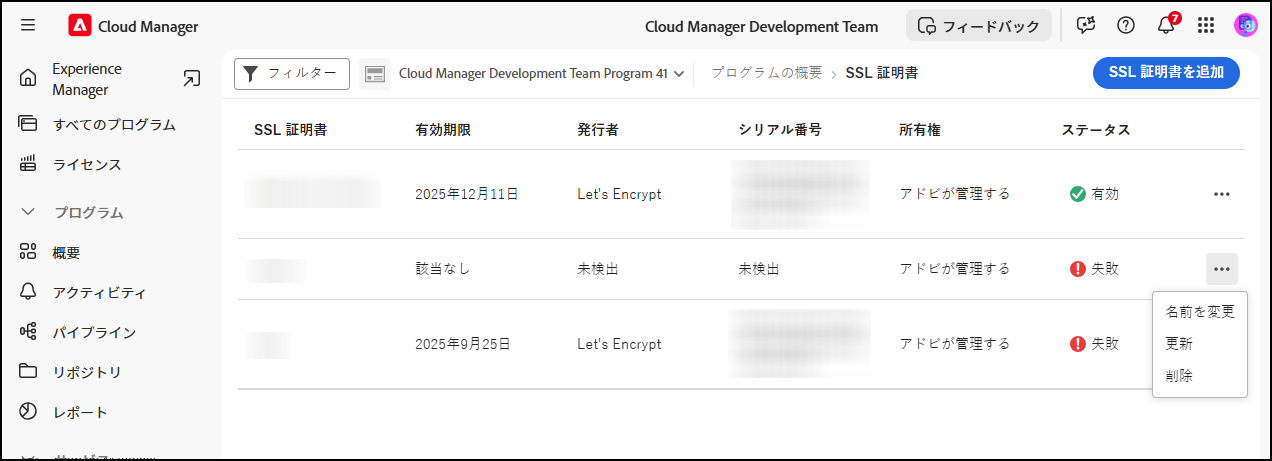 Cloud Manager
Cloud Manager Development Team
フィードバック
7
Experience
Manager
すべてのプログラム
ライセンス
プログラム
概要
アクティビティ
パイプライン
リポジトリ
レポート
フィルター
Cloud Manager Development Team Program 41
プログラムの概要 › SSL 証明書
SSL 証明書を追加
SSL 証明書 有効期限 発行者 シリアル番号 所有権 ステータス
2025年12月11日 Let's Encrypt アドビが管理する 有効
該当なし 未検出 未検出 アドビが管理する 失敗
2025年9月25日 Let's Encrypt アドビが管理する 失敗
名前を変更
更新
削除